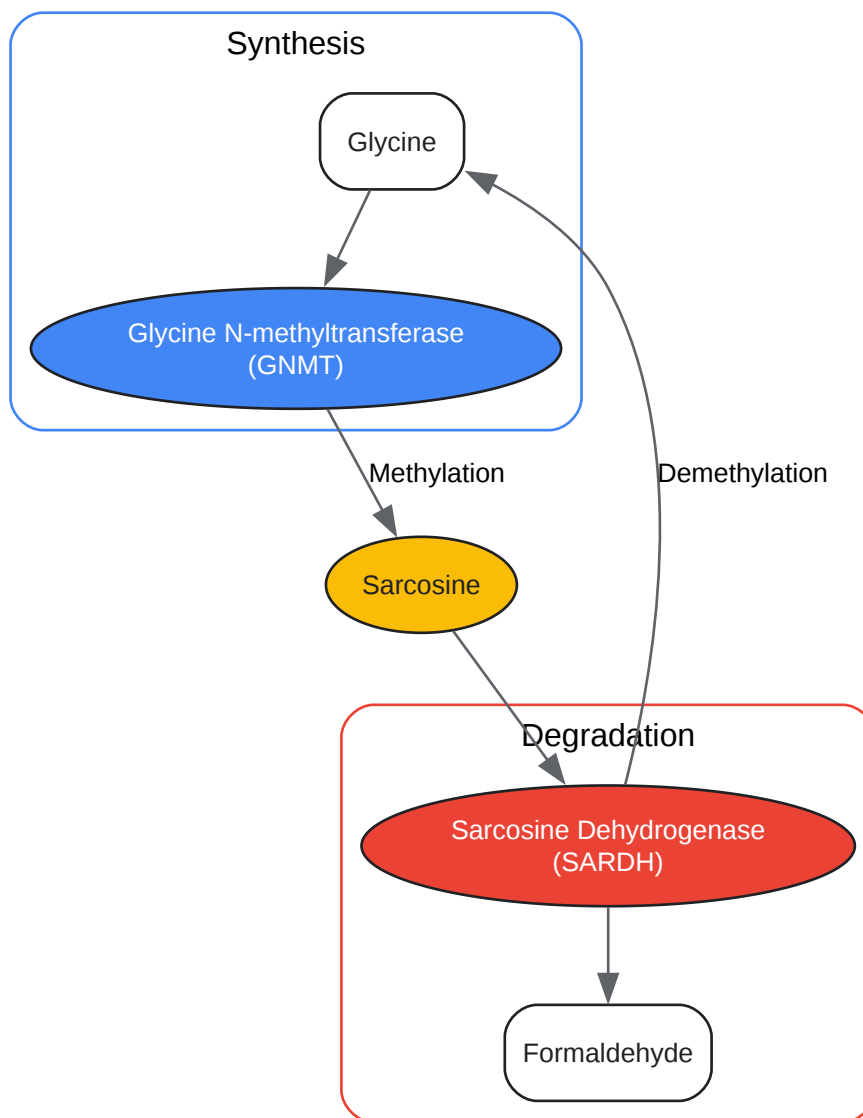 Synthesis
Glycine
Glycine N-methyltransferase
(GNMT)
Methylation
Demethylation
Sarcosine
Degradation
Sarcosine Dehydrogenase
(SARDH)
Formaldehyde